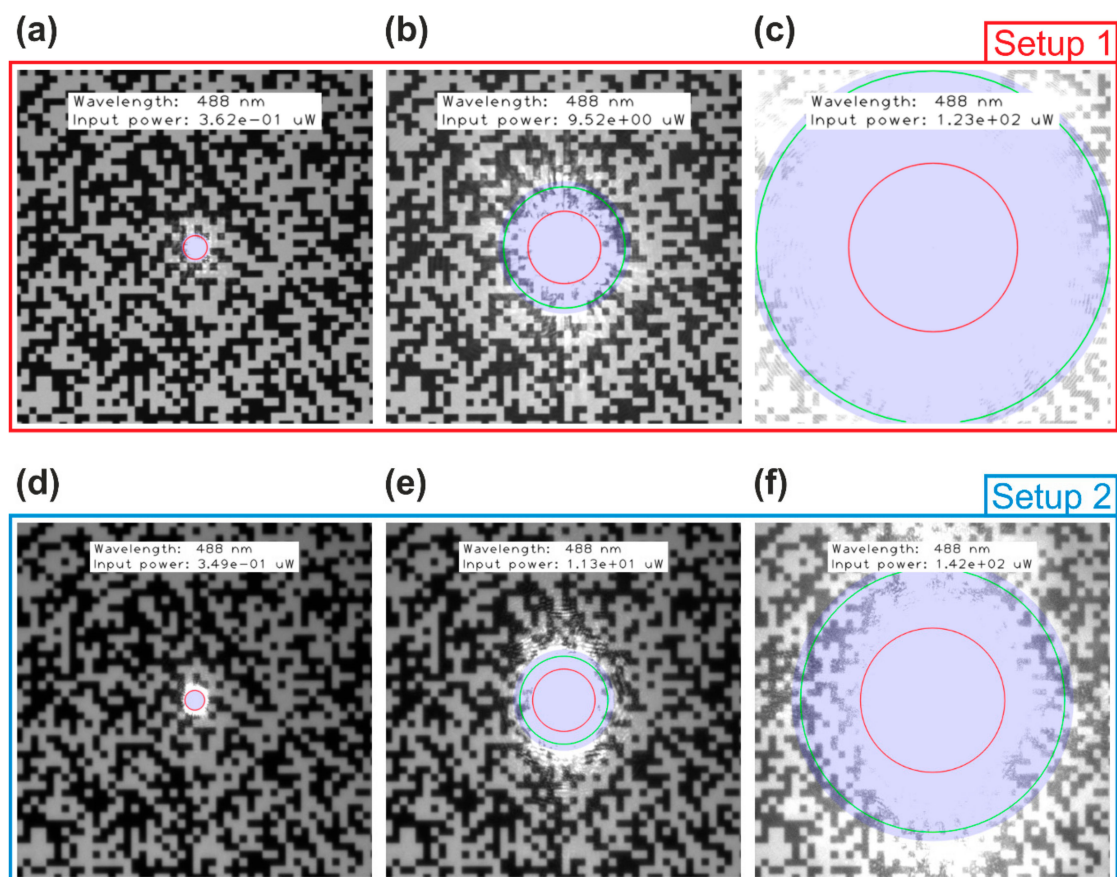 (a)
(b)
(c)
Setup 1
Wavelength: 488 nm
Input power: 3.62e-01 uW
Wavelength: 488 nm
Input power: 9.52e+00 uW
Wavelength: 488 nm
Input power: 1.23e+02 uW
(d)
(e)
(f)
Setup 2
Wavelength: 488 nm
Input power: 3.49e-01 uW
Wavelength: 488 nm
Input power: 1.13e+01 uW
Wavelength: 488 nm
Input power: 1.42e+02 uW